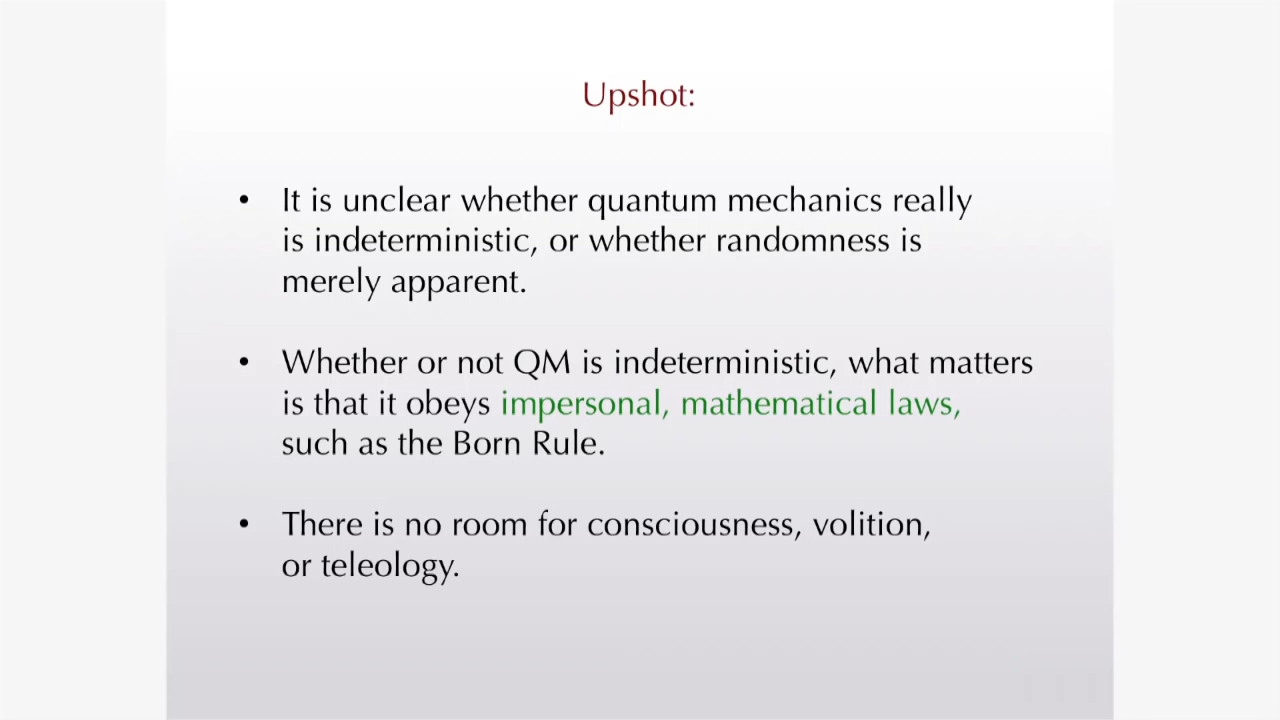 Upshot:
• It is unclear whether quantum mechanics really
is indeterministic, or whether randomness is
merely apparent.
• Whether or not QM is indeterministic, what matters
is that it obeys impersonal, mathematical laws,
such as the Born Rule.
• There is no room for consciousness, volition,
or teleology.